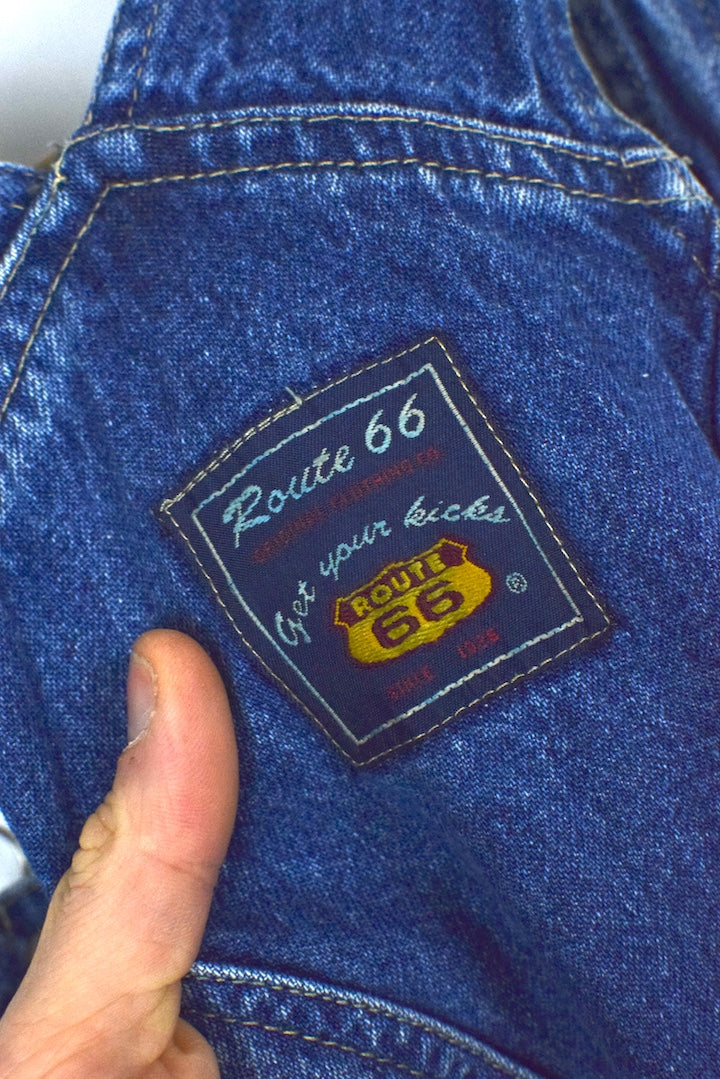 Route 66
ORIGINAL CLOTHING CO.
Get your kicks
ROUTE
66
®
SINCE 1926